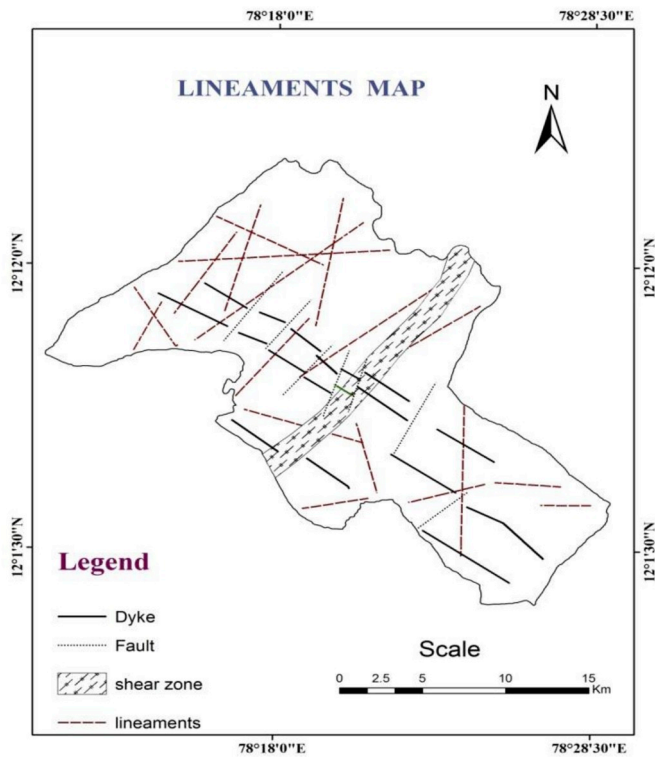 78°18'0"E 78°28'30"E
LINEAMENTS MAP
N
12°12'0"N 12°12'0"N
12°1'30"N 12°1'30"N
Legend
Dyke
Fault
shear zone
lineaments
Scale
0 2.5 5 10 15
Km
78°18'0"E 78°28'30"E